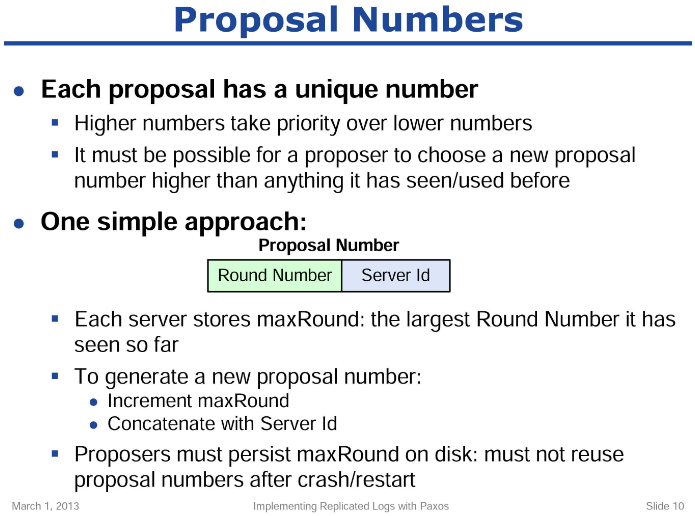 Proposal Numbers
● Each proposal has a unique number
▪ Higher numbers take priority over lower numbers
▪ It must be possible for a proposer to choose a new proposal
number higher than anything it has seen/used before
● One simple approach:
Proposal Number
Round Number Server Id
▪ Each server stores maxRound: the largest Round Number it has
seen so far
▪ To generate a new proposal number:
● Increment maxRound
● Concatenate with Server Id
▪ Proposers must persist maxRound on disk: must not reuse
proposal numbers after crash/restart
March 1, 2013 Implementing Replicated Logs with Paxos Slide 10